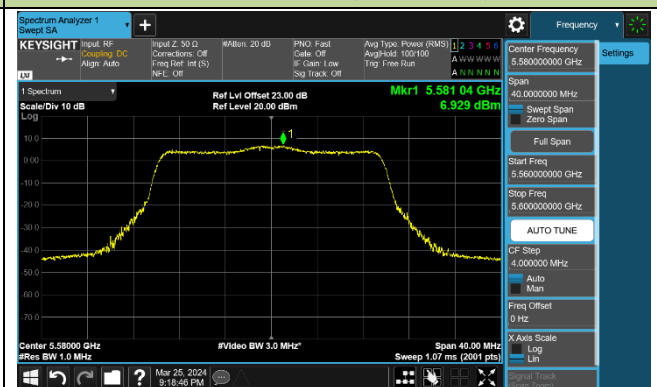 Spectrum Analyzer 1
Swept SA
+
Frequency
KEYSIGHT
Input: RF
Coupling: DC
Align: Auto
Input Z: 50 Ω
Corrections: Off
Freq Ref: Int (S)
NFE: Off
#Atten: 20 dB
PNO: Fast
Gate: Off
IF Gain: Low
Sig Track: Off
Avg Type: Power (RMS)
Avg|Hold: 100/100
Trig: Free Run
1 2 3 4 5 6
A W W W W W
A N N N N N
LXI
1 Spectrum
Scale/Div 10 dB
Log
Ref Lvl Offset 23.00 dB
Ref Level 20.00 dBm
Mkr1 5.581 04 GHz
6.929 dBm
1
10.0
0.00
-10.0
-20.0
-30.0
-40.0
-50.0
-60.0
-70.0
Center 5.58000 GHz
#Res BW 1.0 MHz
#Video BW 3.0 MHz*
Span 40.00 MHz
Sweep 1.07 ms (2001 pts)
?
Mar 25, 2024
9:18:46 PM
Center Frequency
5.580000000 GHz
Settings
Span
40.0000000 MHz
Swept Span
Zero Span
Full Span
Start Freq
5.560000000 GHz
Stop Freq
5.600000000 GHz
AUTO TUNE
CF Step
4.000000 MHz
Auto
Man
Freq Offset
0 Hz
X Axis Scale
Log
Lin
Signal Track
(Span Zoom)